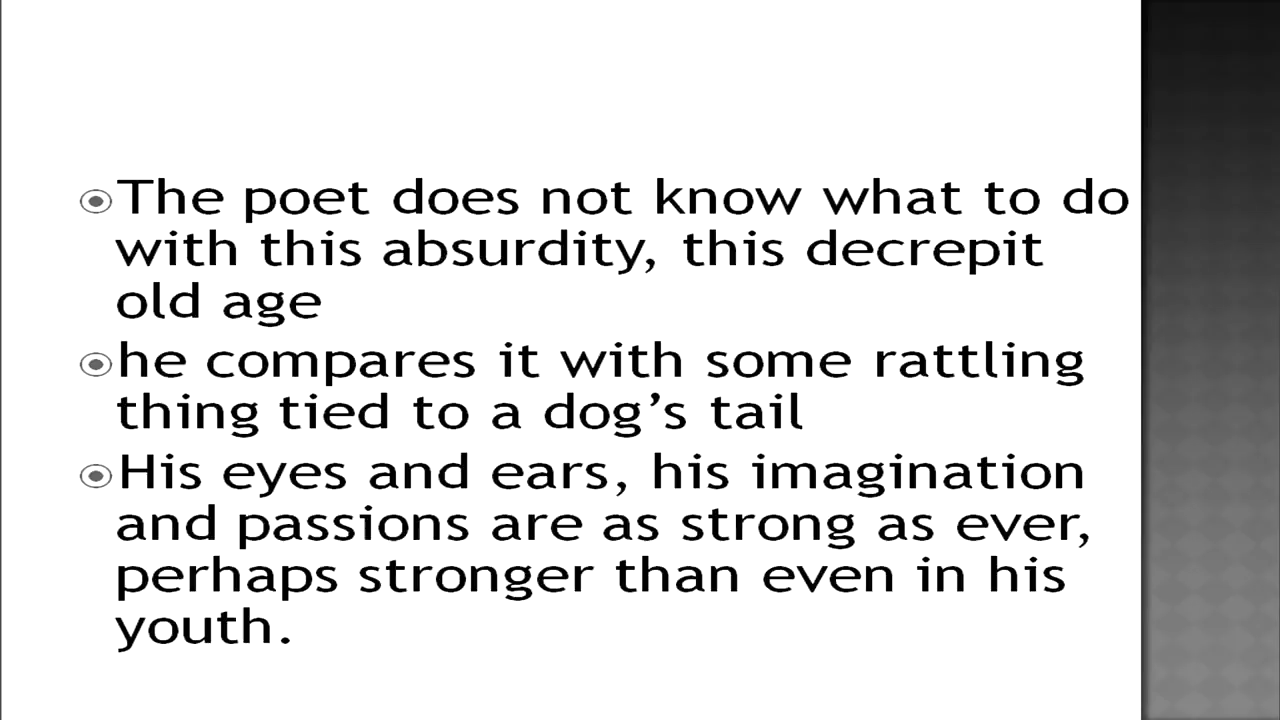 The poet does not know what to do
with this absurdity, this decrepit
old age
he compares it with some rattling
thing tied to a dog’s tail
His eyes and ears, his imagination
and passions are as strong as ever,
perhaps stronger than even in his
youth.